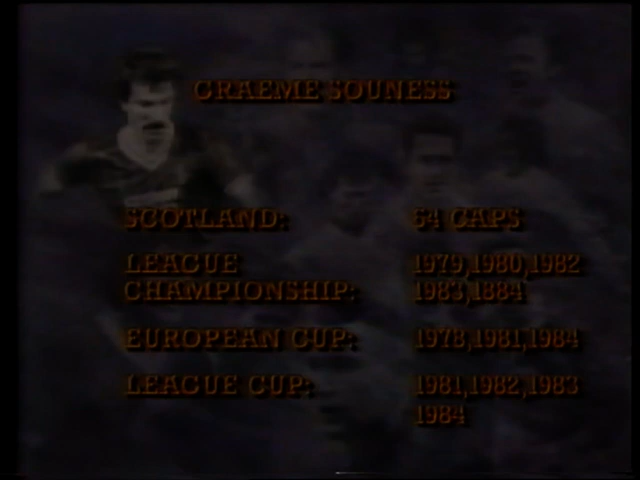 GRAEME SOUNESS
SCOTLAND: 54 CAPS
LEAGUE 1979,1980,1982
CHAMPIONSHIP: 1983,1984
EUROPEAN CUP: 1978,1981,1984
LEAGUE CUP: 1981,1982,1983
1984